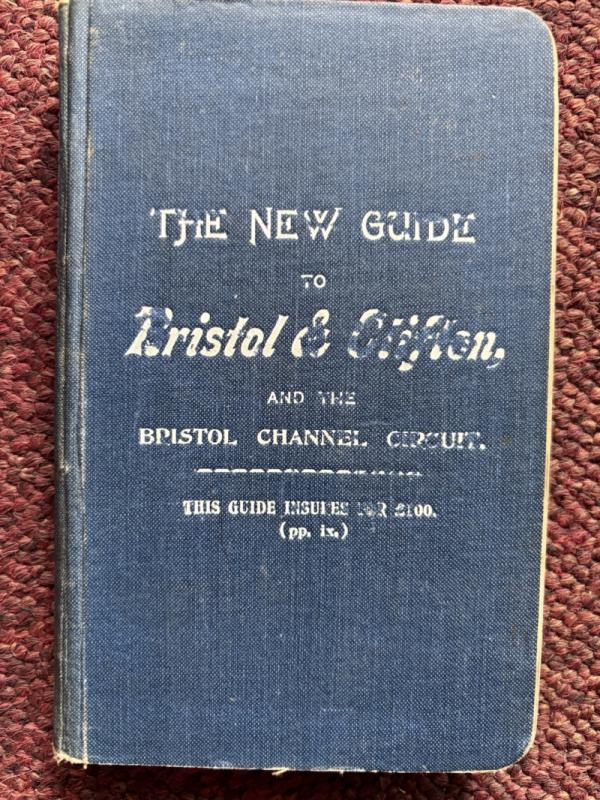 THE NEW GUIDE
TO
Bristol & Clifton,
AND THE
BRISTOL CHANNEL CIRCUIT.
THIS GUIDE INSURES FOR £100.
(pp. ix.)